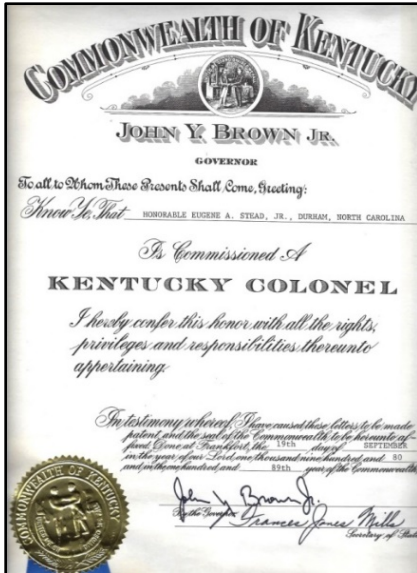 COMMONWEALTH OF KENTUCKY
JOHN Y. BROWN JR.
GOVERNOR
To all to Whom These Presents Shall Come, Greeting:
Know Ye, That HONORABLE EUGENE A. STEAD, JR., DURHAM, NORTH CAROLINA
Is Commissioned A
KENTUCKY COLONEL
I hereby confer this honor with all the rights,
privileges and responsibilities thereunto
appertaining.
In testimony whereof, I have caused these letters to be made
patent, and the seal of the Commonwealth to be hereunto af-
fixed. Done at Frankfort, the 19th day of SEPTEMBER
in the year of our Lord one thousand nine hundred and 80
and in the one hundred and 89th year of the Commonwealth
John Y. Brown Jr.
By the Governor Frances Jones Mills
Secretary of State
COMMONWEALTH OF KENTUCKY